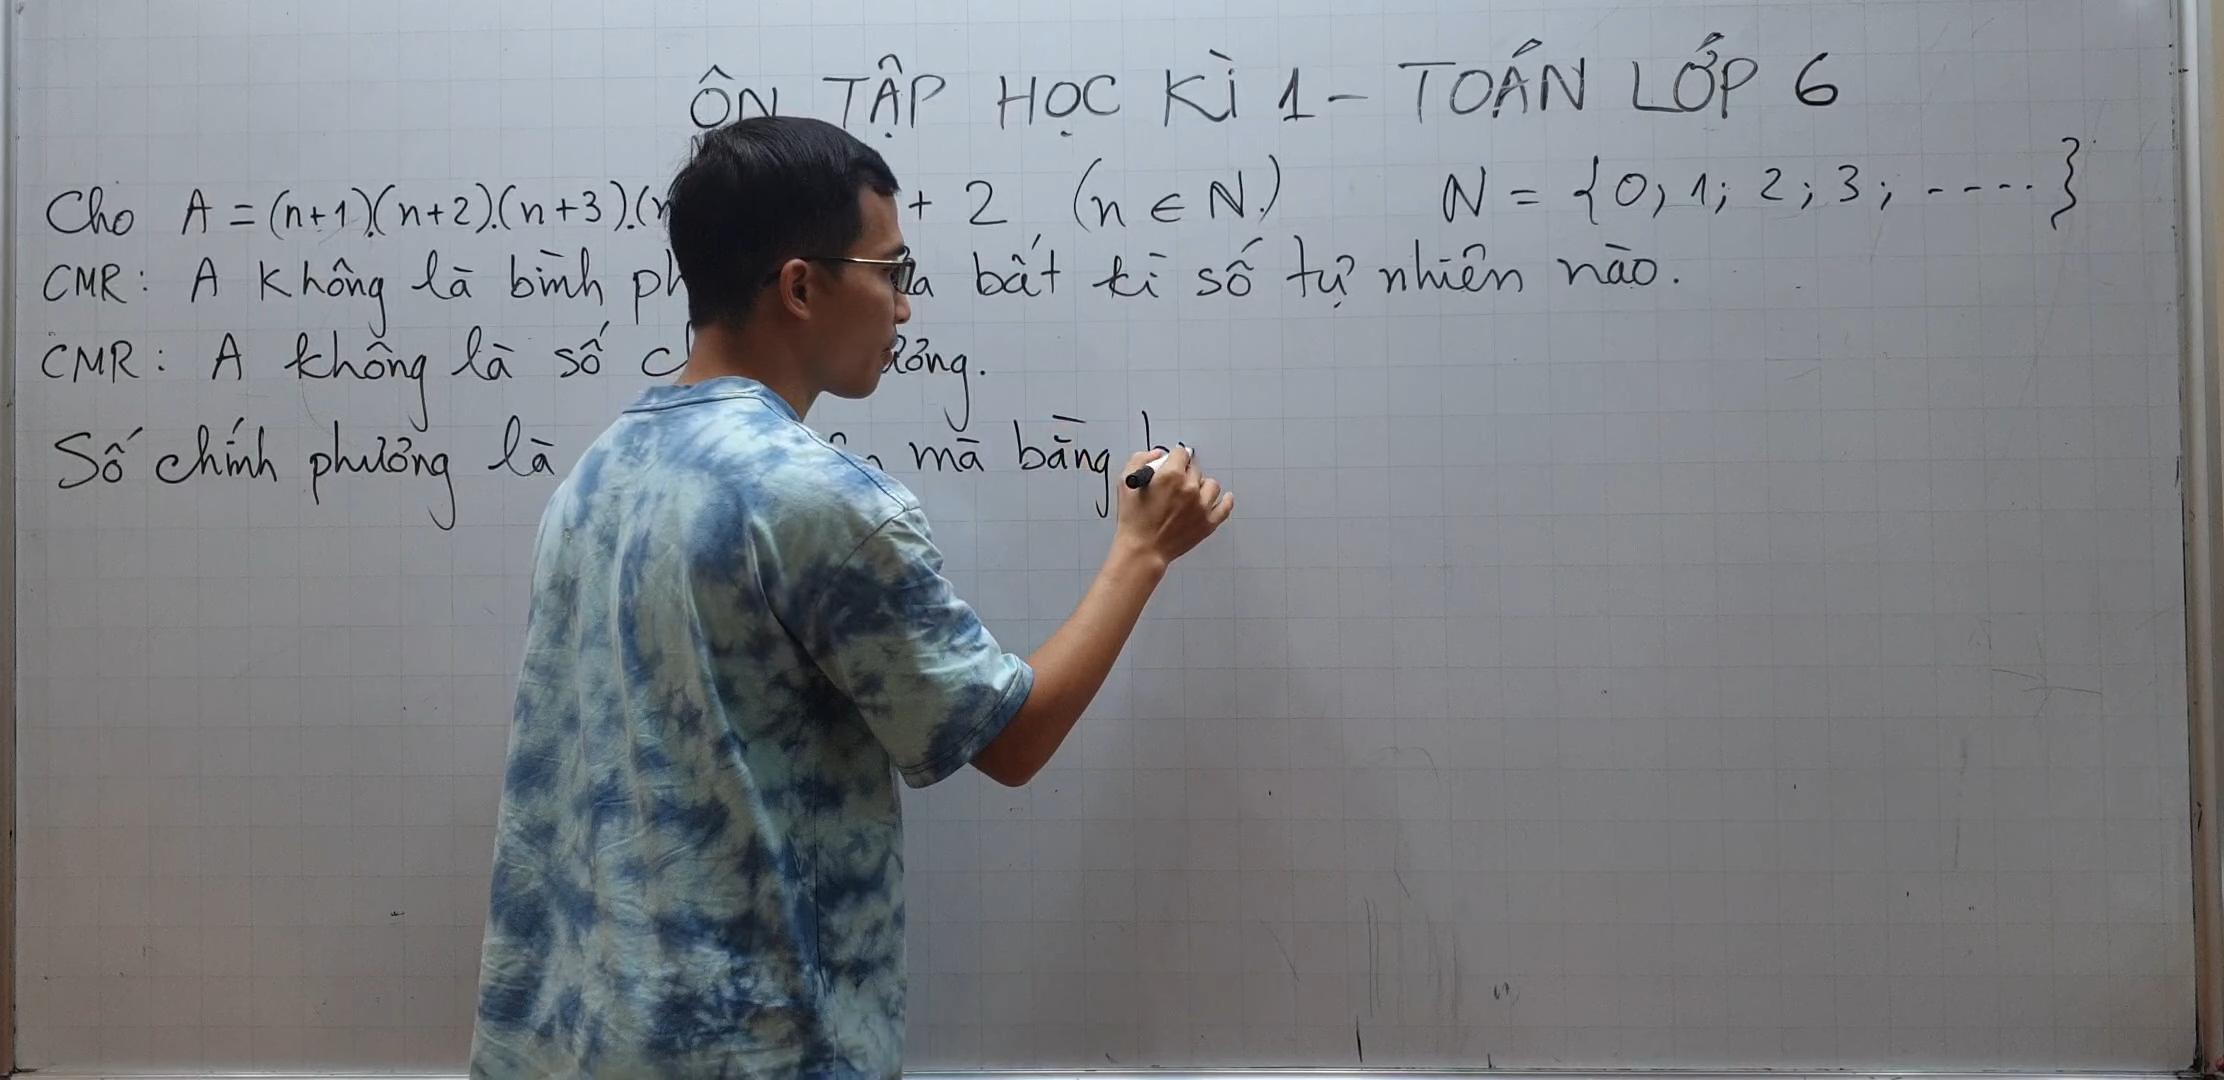 ÔN TẬP HỌC KÌ 1 - TOÁN LỚP 6
Cho A = (n+1).(n+2).(n+3).( + 2 (n ∈ N) N = {0; 1; 2; 3; ----}
CMR: A không là bình bất kì số tự nhiên nào.
CMR: A không là số
Số chính phương là mà bằng